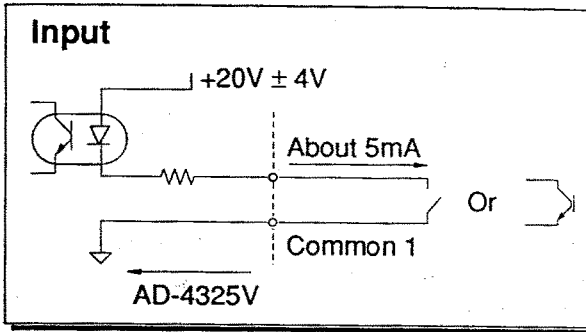 Input
+20V ± 4V
About 5mA
Or
Common 1
AD-4325V